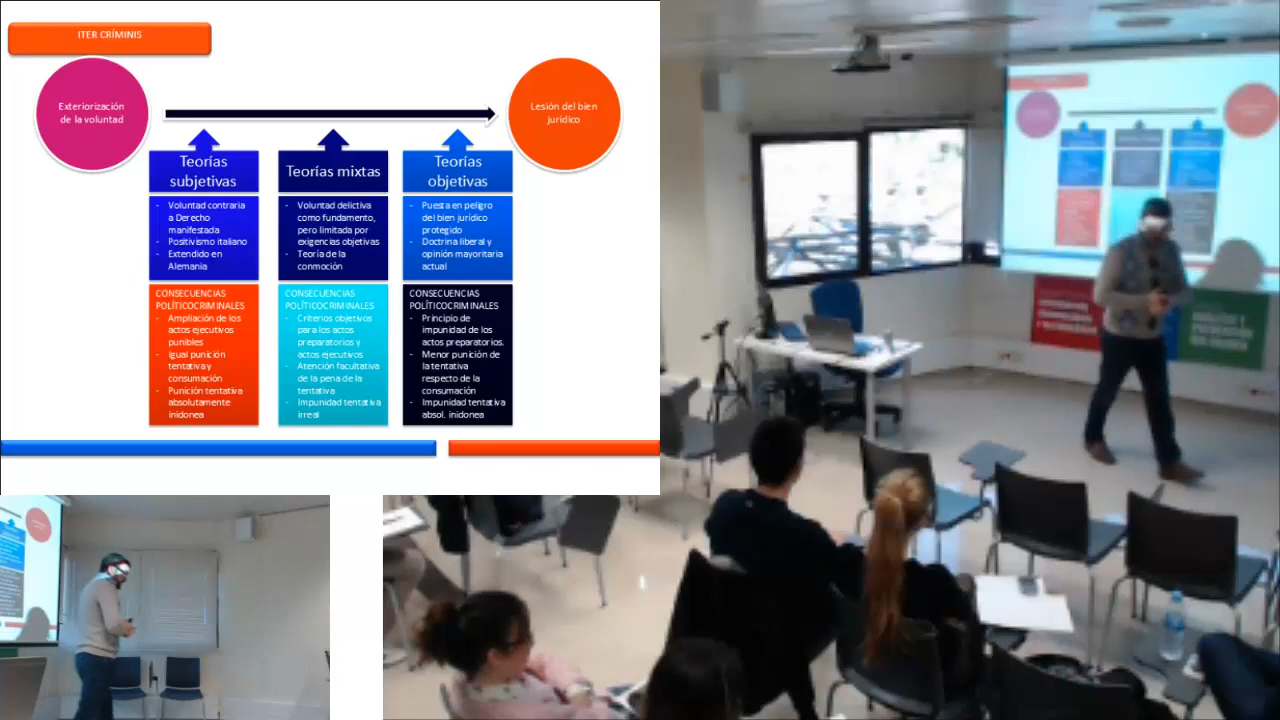 ITER CRÍMINIS
Exteriorización
de la voluntad
Lesión del bien
jurídico
Teorías
subjetivas
- Voluntad contraria
a Derecho
manifestada
- Positivismo italiano
- Extendido en
Alemania
CONSECUENCIAS
POLÍTICOCRIMINALES
- Ampliación de los
actos ejecutivos
punibles
- Igual punición
tentativa y
consumación
- Punición tentativa
absolutamente
inidonea
Teorías mixtas
- Voluntad delictiva
como fundamento,
pero limitada por
exigencias objetivas
- Teoría de la
conmoción
CONSECUENCIAS
POLÍTICOCRIMINALES
- Criterios objetivos
para los actos
preparatorios y
actos ejecutivos
- Atención facultativa
de la pena de la
tentativa
- Impunidad tentativa
irreal
Teorías
objetivas
- Puesta en peligro
del bien jurídico
protegido
- Doctrina liberal y
opinión mayoritaria
actual
CONSECUENCIAS
POLÍTICOCRIMINALES
- Principio de
impunidad de los
actos preparatorios.
- Menor punición de
la tentativa
respecto de la
consumación
- Impunidad tentativa
absol. inidonea